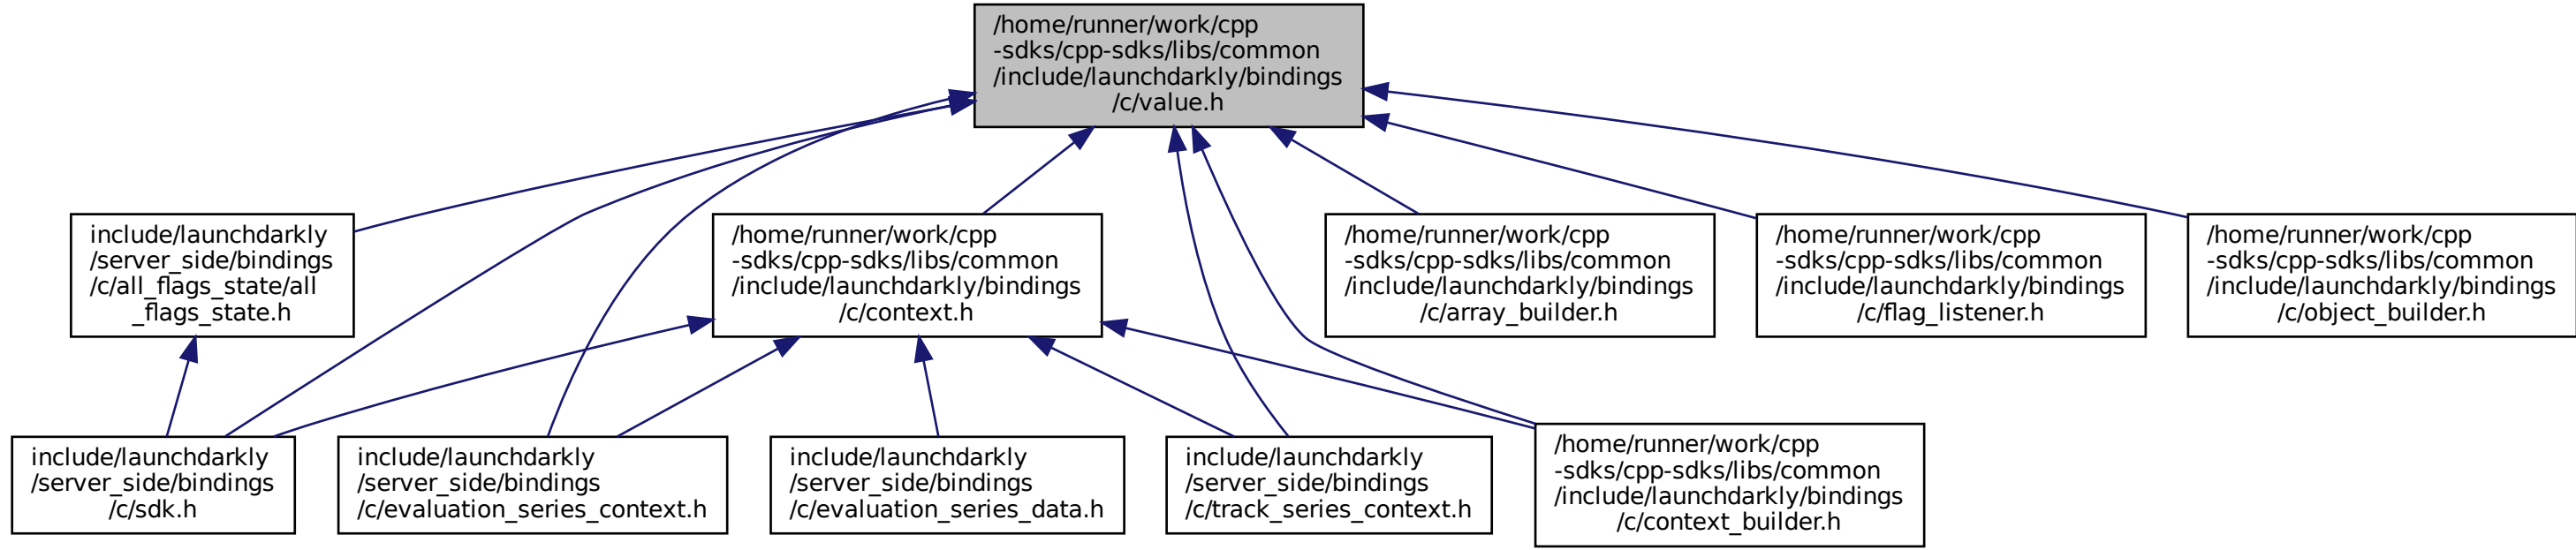 /home/runner/work/cpp
-sdks/cpp-sdks/libs/common
/include/launchdarkly/bindings
/c/value.h
include/launchdarkly
/server_side/bindings
/c/all_flags_state/all
_flags_state.h
/home/runner/work/cpp
-sdks/cpp-sdks/libs/common
/include/launchdarkly/bindings
/c/context.h
/home/runner/work/cpp
-sdks/cpp-sdks/libs/common
/include/launchdarkly/bindings
/c/array_builder.h
/home/runner/work/cpp
-sdks/cpp-sdks/libs/common
/include/launchdarkly/bindings
/c/flag_listener.h
/home/runner/work/cpp
-sdks/cpp-sdks/libs/common
/include/launchdarkly/bindings
/c/object_builder.h
include/launchdarkly
/server_side/bindings
/c/sdk.h
include/launchdarkly
/server_side/bindings
/c/evaluation_series_context.h
include/launchdarkly
/server_side/bindings
/c/evaluation_series_data.h
include/launchdarkly
/server_side/bindings
/c/track_series_context.h
/home/runner/work/cpp
-sdks/cpp-sdks/libs/common
/include/launchdarkly/bindings
/c/context_builder.h